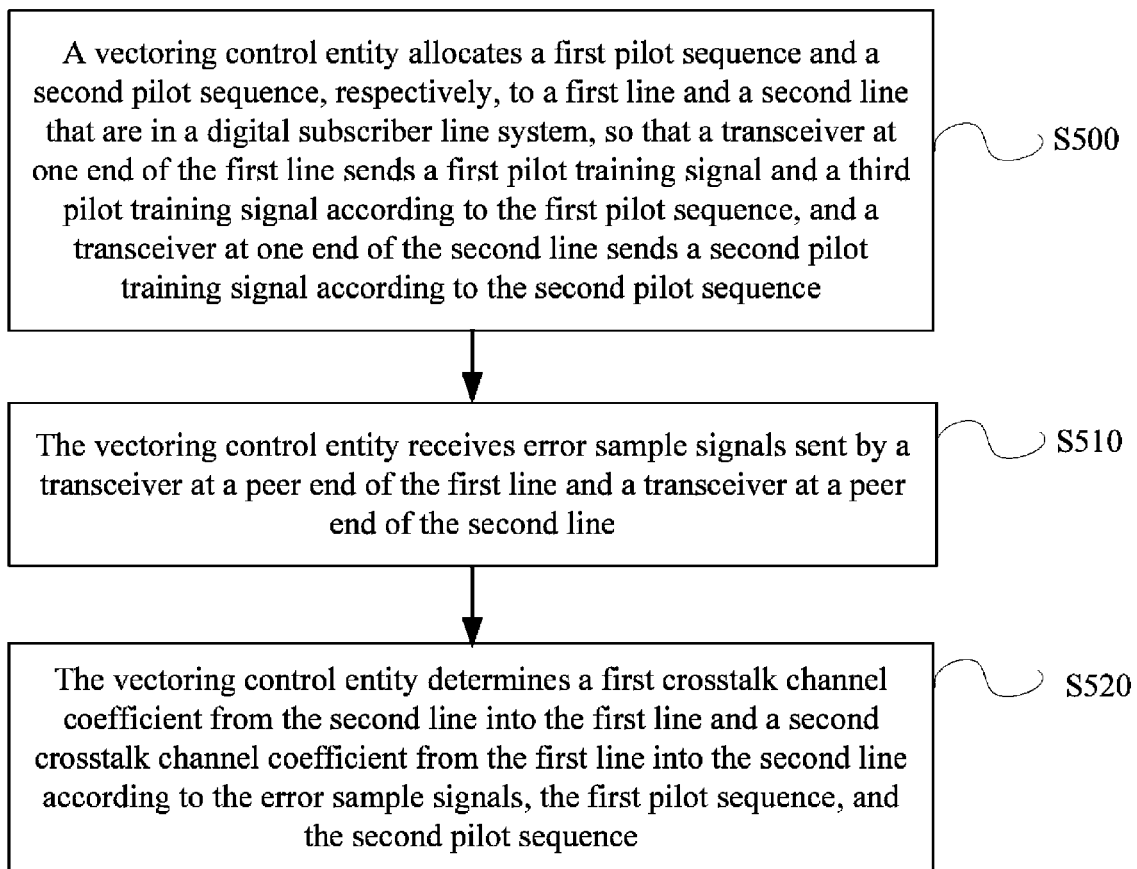 A vectoring control entity allocates a first pilot sequence and a
second pilot sequence, respectively, to a first line and a second line
that are in a digital subscriber line system, so that a transceiver at
one end of the first line sends a first pilot training signal and a third
pilot training signal according to the first pilot sequence, and a
transceiver at one end of the second line sends a second pilot
training signal according to the second pilot sequence
S500
The vectoring control entity receives error sample signals sent by a
transceiver at a peer end of the first line and a transceiver at a peer
end of the second line
S510
The vectoring control entity determines a first crosstalk channel
coefficient from the second line into the first line and a second
crosstalk channel coefficient from the first line into the second line
according to the error sample signals, the first pilot sequence, and
the second pilot sequence
S520